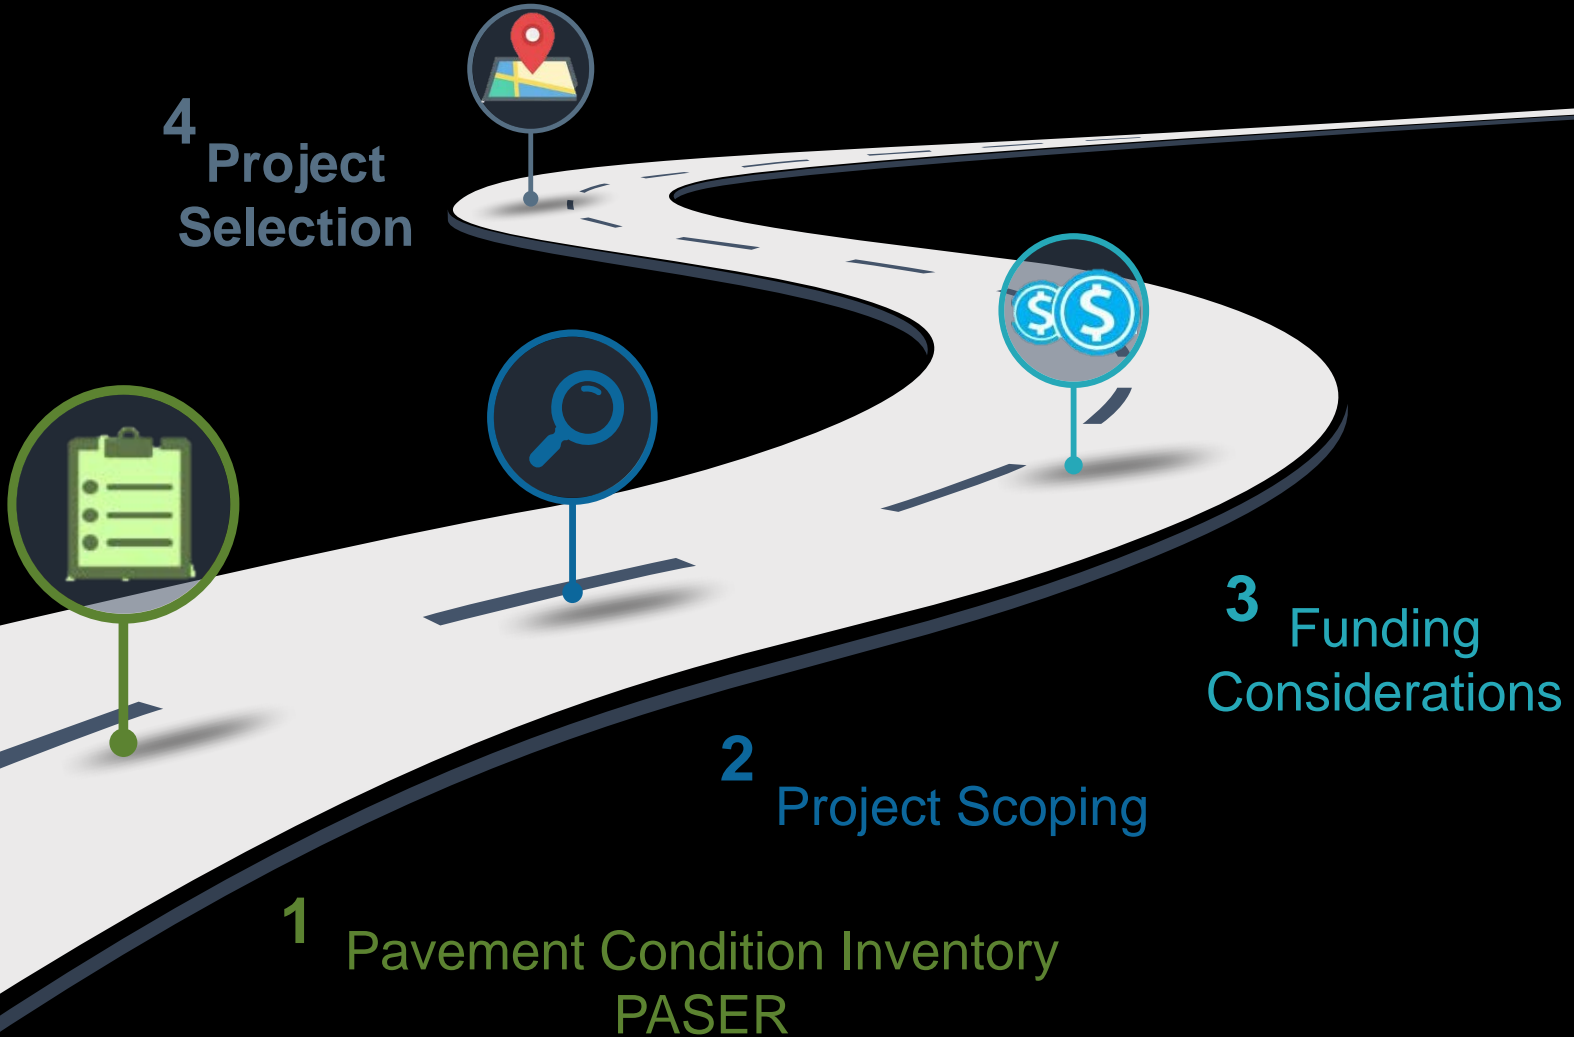 4
Project
Selection
$ $
3
Funding
Considerations
2
Project Scoping
1
Pavement Condition Inventory
PASER